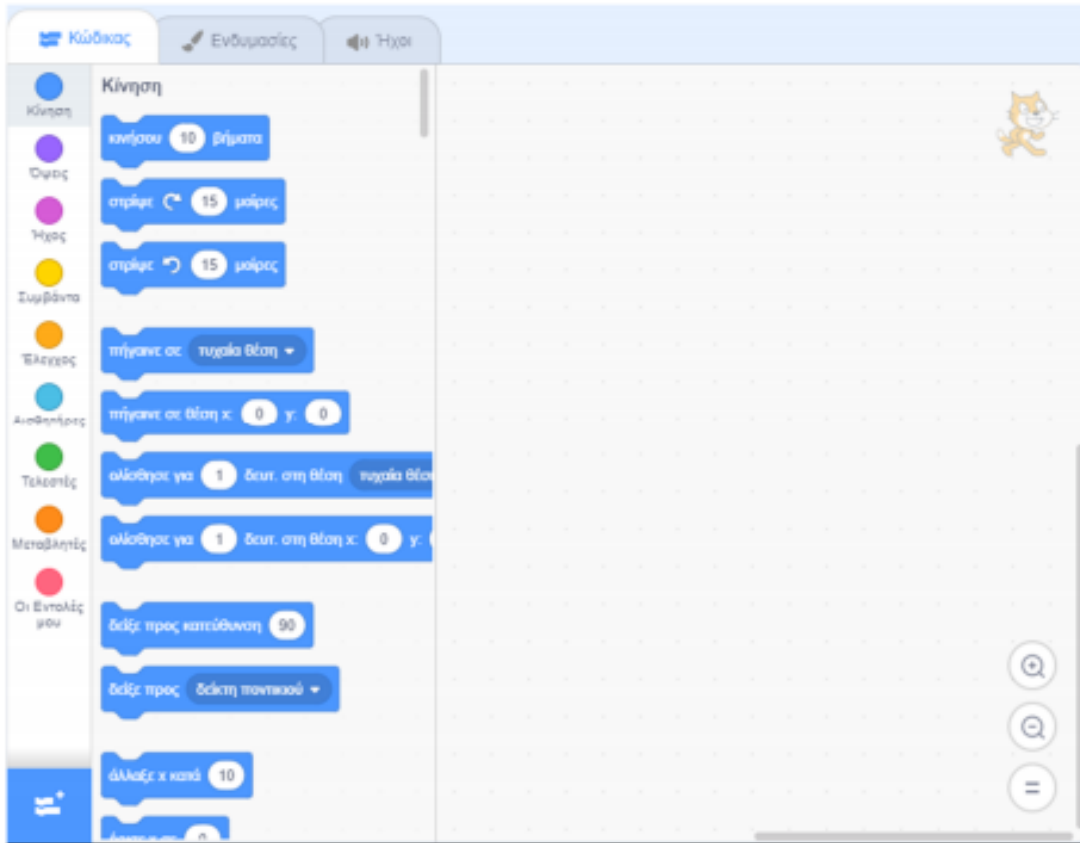 Κώδικας Ενδυμασίες Ήχοι
Κίνηση
Όψεις
Ήχος
Συμβάντα
Έλεγχος
Αισθητήρες
Τελεστές
Μεταβλητές
Οι Εντολές
μου
Κίνηση
κινήσου 10 βήματα
στρίψε 15 μοίρες
στρίψε 15 μοίρες
πήγαινε σε τυχαία θέση
πήγαινε σε θέση x: 0 y: 0
ολίσθησε για 1 δευτ. στη θέση τυχαία θέσ
ολίσθησε για 1 δευτ. στη θέση x: 0 y:
δείξε προς κατεύθυνση 90
δείξε προς δείκτη ποντικιού
άλλαξε x κατά 10